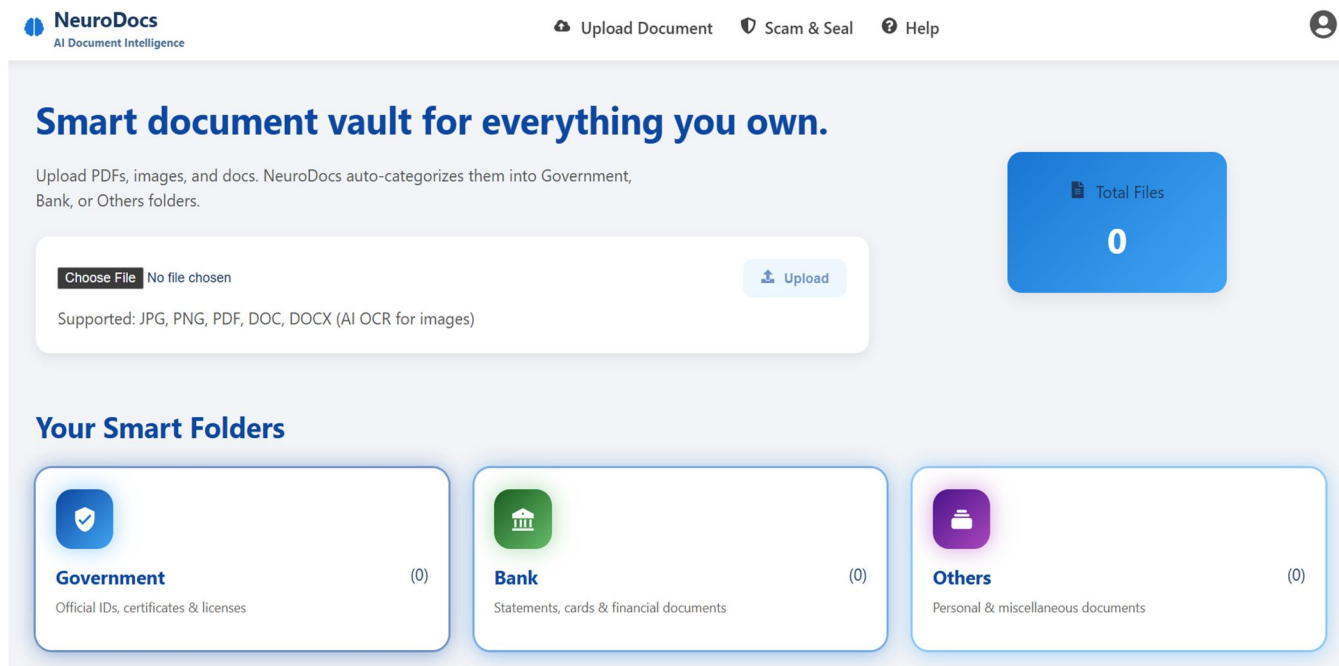 NeuroDocs
AI Document Intelligence
Upload Document
Scam & Seal
Help
Smart document vault for everything you own.
Upload PDFs, images, and docs. NeuroDocs auto-categorizes them into Government,
Bank, or Others folders.
Choose File No file chosen
Upload
Supported: JPG, PNG, PDF, DOC, DOCX (AI OCR for images)
Total Files
0
Your Smart Folders
Government (0)
Official IDs, certificates & licenses
Bank (0)
Statements, cards & financial documents
Others (0)
Personal & miscellaneous documents